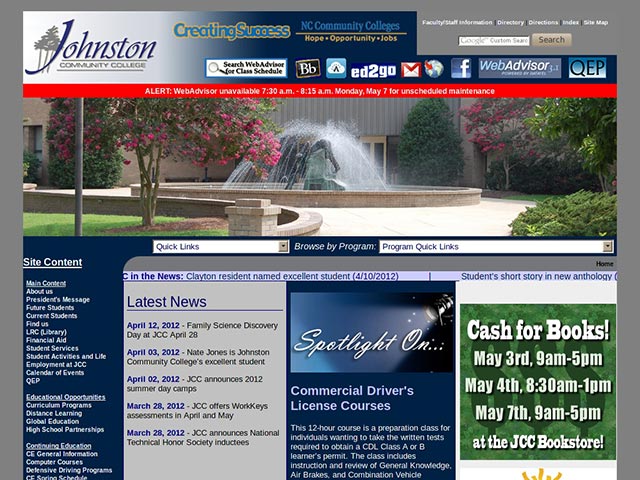 Johnston
COMMUNITY COLLEGE
CreatingSuccess
NC Community Colleges
Hope • Opportunity • Jobs
Faculty/Staff Information | Directory | Directions | Index | Site Map
Google™ Custom Sear
Search
Search WebAdvisor
for Class Schedule
Bb
ed2go
WebAdvisor
POWERED BY DATATEL
QEP
ALERT: WebAdvisor unavailable 7:30 a.m. - 8:15 a.m. Monday, May 7 for unscheduled maintenance
Quick Links
Browse by Program:
Program Quick Links
Site Content
Home
C in the News: Clayton resident named excellent student (4/10/2012) | Student's short story in new anthology (
Main Content
About us
President's Message
Future Students
Current Students
Find us
LRC (Library)
Financial Aid
Student Services
Student Activities and Life
Employment at JCC
Calendar of Events
QEP
Educational Opportunities
Curriculum Programs
Distance Learning
Global Education
High School Partnerships
Continuing Education
CE General Information
Computer Courses
Defensive Driving Programs
CE Spring Schedule
Latest News
April 12, 2012 - Family Science Discovery
Day at JCC April 28
April 03, 2012 - Nate Jones is Johnston
Community College's excellent student
April 02, 2012 - JCC announces 2012
summer day camps
March 28, 2012 - JCC offers WorkKeys
assessments in April and May
March 28, 2012 - JCC announces National
Technical Honor Society inductees
Spotlight On...
Commercial Driver's
License Courses
This 12-hour course is a preparation class for
individuals wanting to take the written tests
required to obtain a CDL Class A or B
learner's permit. The class includes
instruction and review of General Knowledge,
Air Brakes, and Combination Vehicle
Cash for Books!
May 3rd, 9am-5pm
May 4th, 8:30am-1pm
May 7th, 9am-5pm
at the JCC Bookstore!